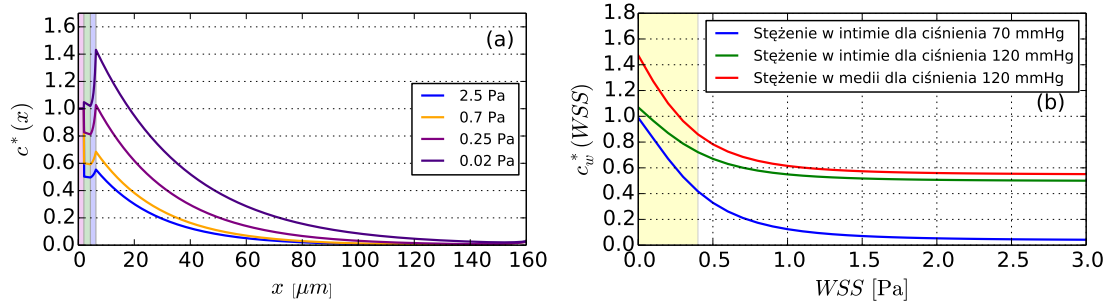 1.6
1.4
1.2
1.0
0.8
0.6
0.4
0.2
0.0
c*(x)
(a)
2.5 Pa
0.7 Pa
0.25 Pa
0.02 Pa
0 20 40 60 80 100 120 140 160
x [μm]
1.8
1.6
1.4
1.2
1.0
0.8
0.6
0.4
0.2
0.0
c*w(WSS)
Stężenie w intimie dla ciśnienia 70 mmHg
Stężenie w intimie dla ciśnienia 120 mmHg
Stężenie w medii dla ciśnienia 120 mmHg
(b)
0.0 0.5 1.0 1.5 2.0 2.5 3.0
WSS [Pa]